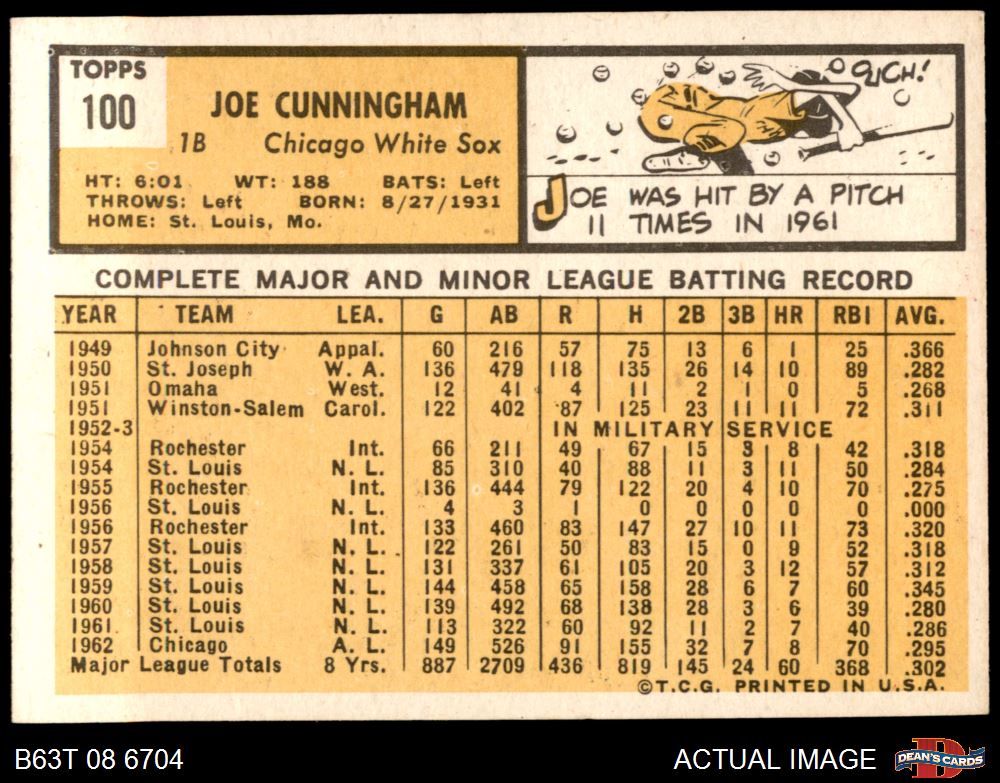 TOPPS
100
JOE CUNNINGHAM
1B Chicago White Sox
HT: 6:01 WT: 188 BATS: Left
THROWS: Left BORN: 8/27/1931
HOME: St. Louis, Mo.
OUCH!
JOE WAS HIT BY A PITCH
11 TIMES IN 1961
COMPLETE MAJOR AND MINOR LEAGUE BATTING RECORD
YEAR TEAM LEA. G AB R H 2B 3B HR RBI AVG.
1949 Johnson City Appal. 60 216 57 75 13 6 1 25 .366
1950 St. Joseph W. A. 136 479 118 135 26 14 10 89 .282
1951 Omaha West. 12 41 4 11 2 1 0 5 .268
1951 Winston-Salem Carol. 122 402 87 125 23 11 11 72 .311
1952-3 IN MILITARY SERVICE
1954 Rochester Int. 66 211 49 67 15 3 8 42 .318
1954 St. Louis N. L. 85 310 40 88 11 3 11 50 .284
1955 Rochester Int. 136 444 79 122 20 4 10 70 .275
1956 St. Louis N. L. 4 3 1 0 0 0 0 0 .000
1956 Rochester Int. 133 460 83 147 27 10 11 73 .320
1957 St. Louis N. L. 122 261 50 83 15 0 9 52 .318
1958 St. Louis N. L. 131 337 61 105 20 3 12 57 .312
1959 St. Louis N. L. 144 458 65 158 28 6 7 60 .345
1960 St. Louis N. L. 139 492 68 138 28 3 6 39 .280
1961 St. Louis N. L. 113 322 60 92 11 2 7 40 .286
1962 Chicago A. L. 149 526 91 155 32 7 8 70 .295
Major League Totals 8 Yrs. 887 2709 436 819 145 24 60 368 .302
©T.C.G. PRINTED IN U.S.A.
B63T 08 6704 ACTUAL IMAGE
DEAN'S CARDS